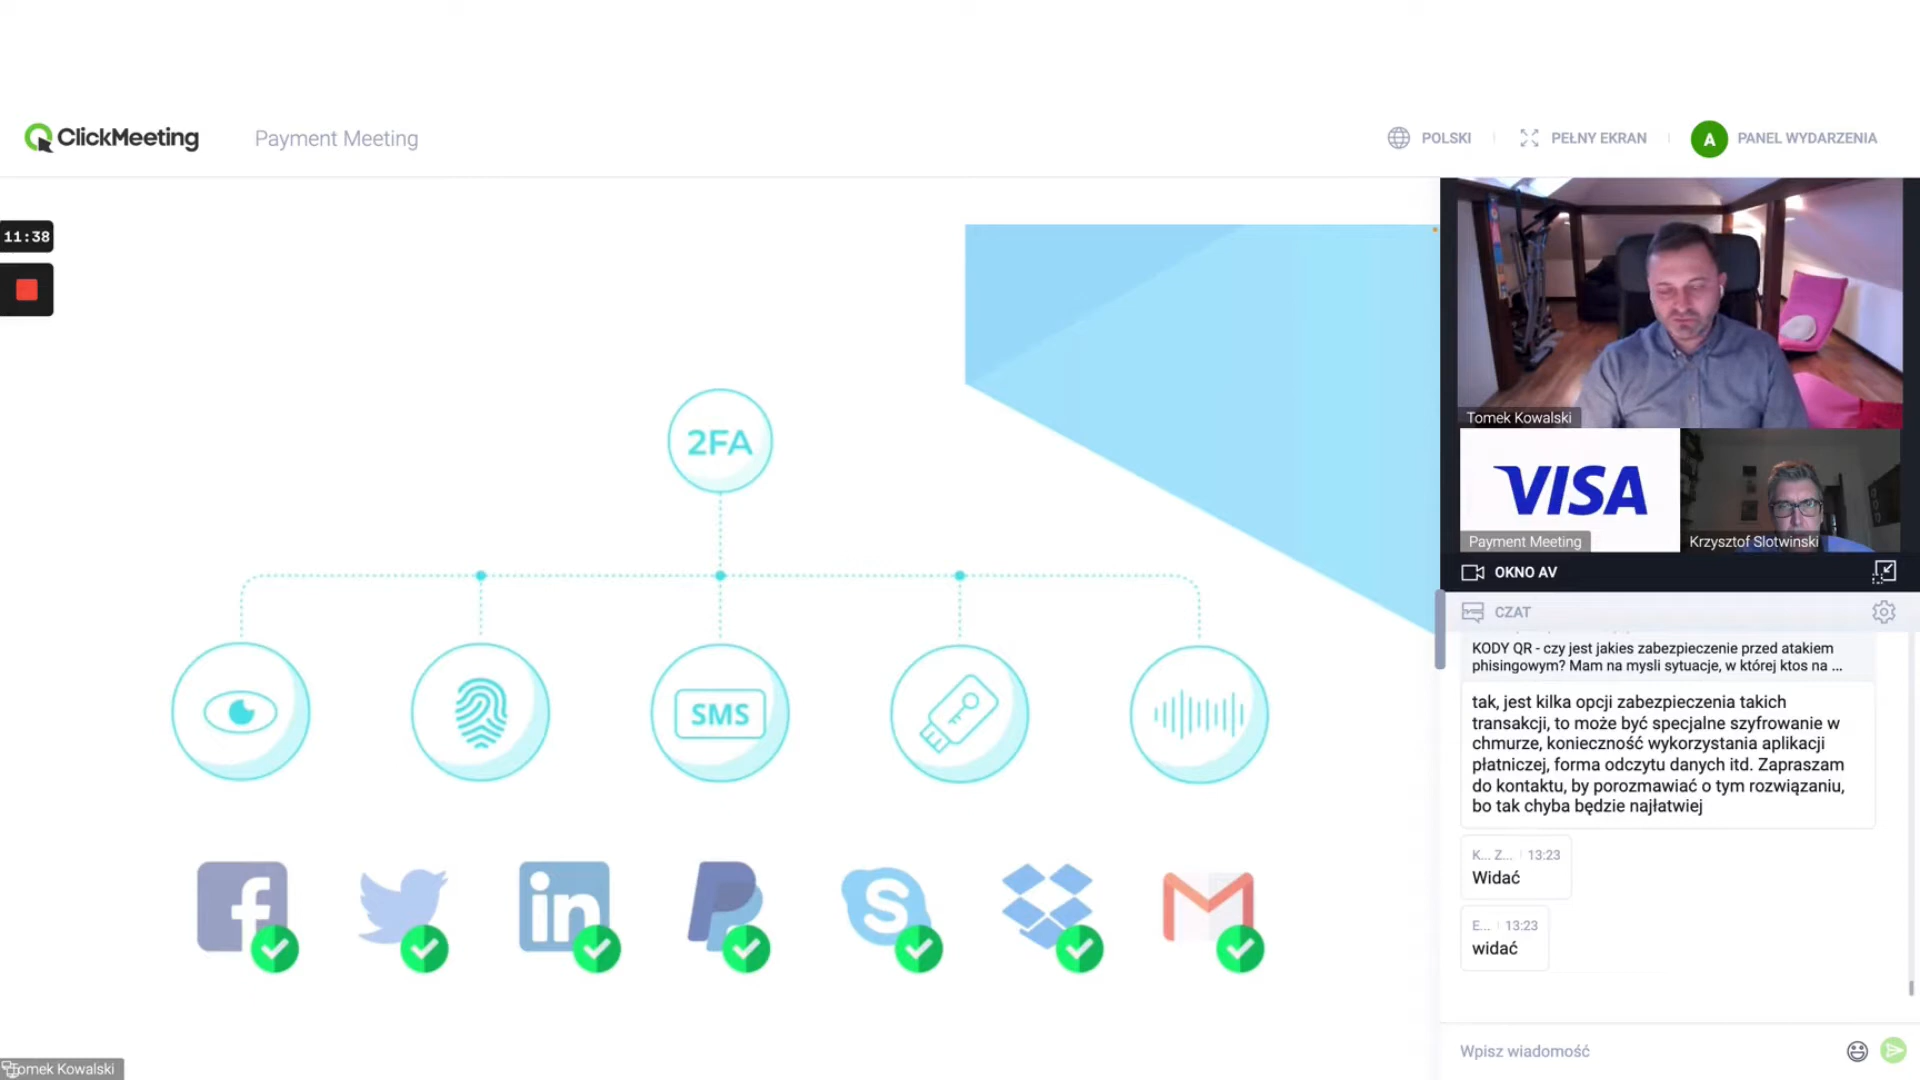 ClickMeeting
Payment Meeting
POLSKI
PEŁNY EKRAN
A
PANEL WYDARZENIA
11:38
2FA
SMS
f
in
S
Tomek Kowalski
VISA
Payment Meeting
Krzysztof Slotwinski
OKNO AV
CZAT
KODY QR - czy jest jakies zabezpieczenie przed atakiem
phisingowym? Mam na mysli sytuacje, w której ktos na ...
tak, jest kilka opcji zabezpieczenia takich
transakcji, to może być specjalne szyfrowanie w
chmurze, konieczność wykorzystania aplikacji
płatniczej, forma odczytu danych itd. Zapraszam
do kontaktu, by porozmawiać o tym rozwiązaniu,
bo tak chyba będzie najłatwiej
K... Z... 13:23
Widać
E... 13:23
widać
Wpisz wiadomość
Tomek Kowalski